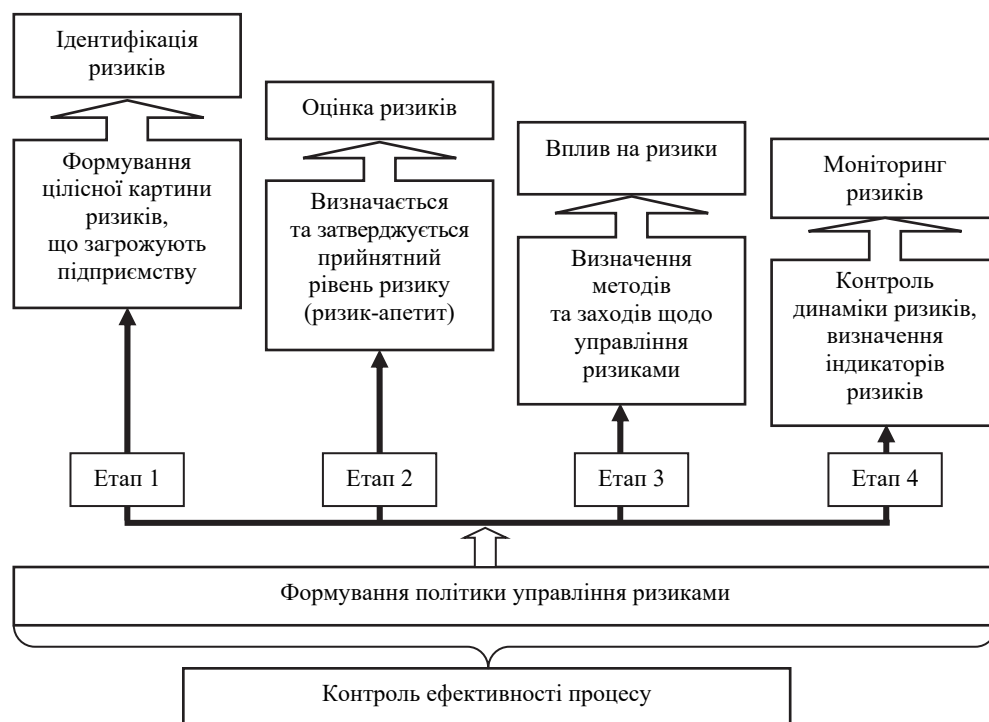 Ідентифікація
ризиків
Формування
цілісної картини
ризиків,
що загрожують
підприємству
Етап 1
Оцінка ризиків
Визначається
та затверджується
прийнятний
рівень ризику
(ризик-апетит)
Етап 2
Вплив на ризики
Визначення
методів
та заходів щодо
управління
ризиками
Етап 3
Моніторинг
ризиків
Контроль
динаміки ризиків,
визначення
індикаторів
ризиків
Етап 4
Формування політики управління ризиками
Контроль ефективності процесу